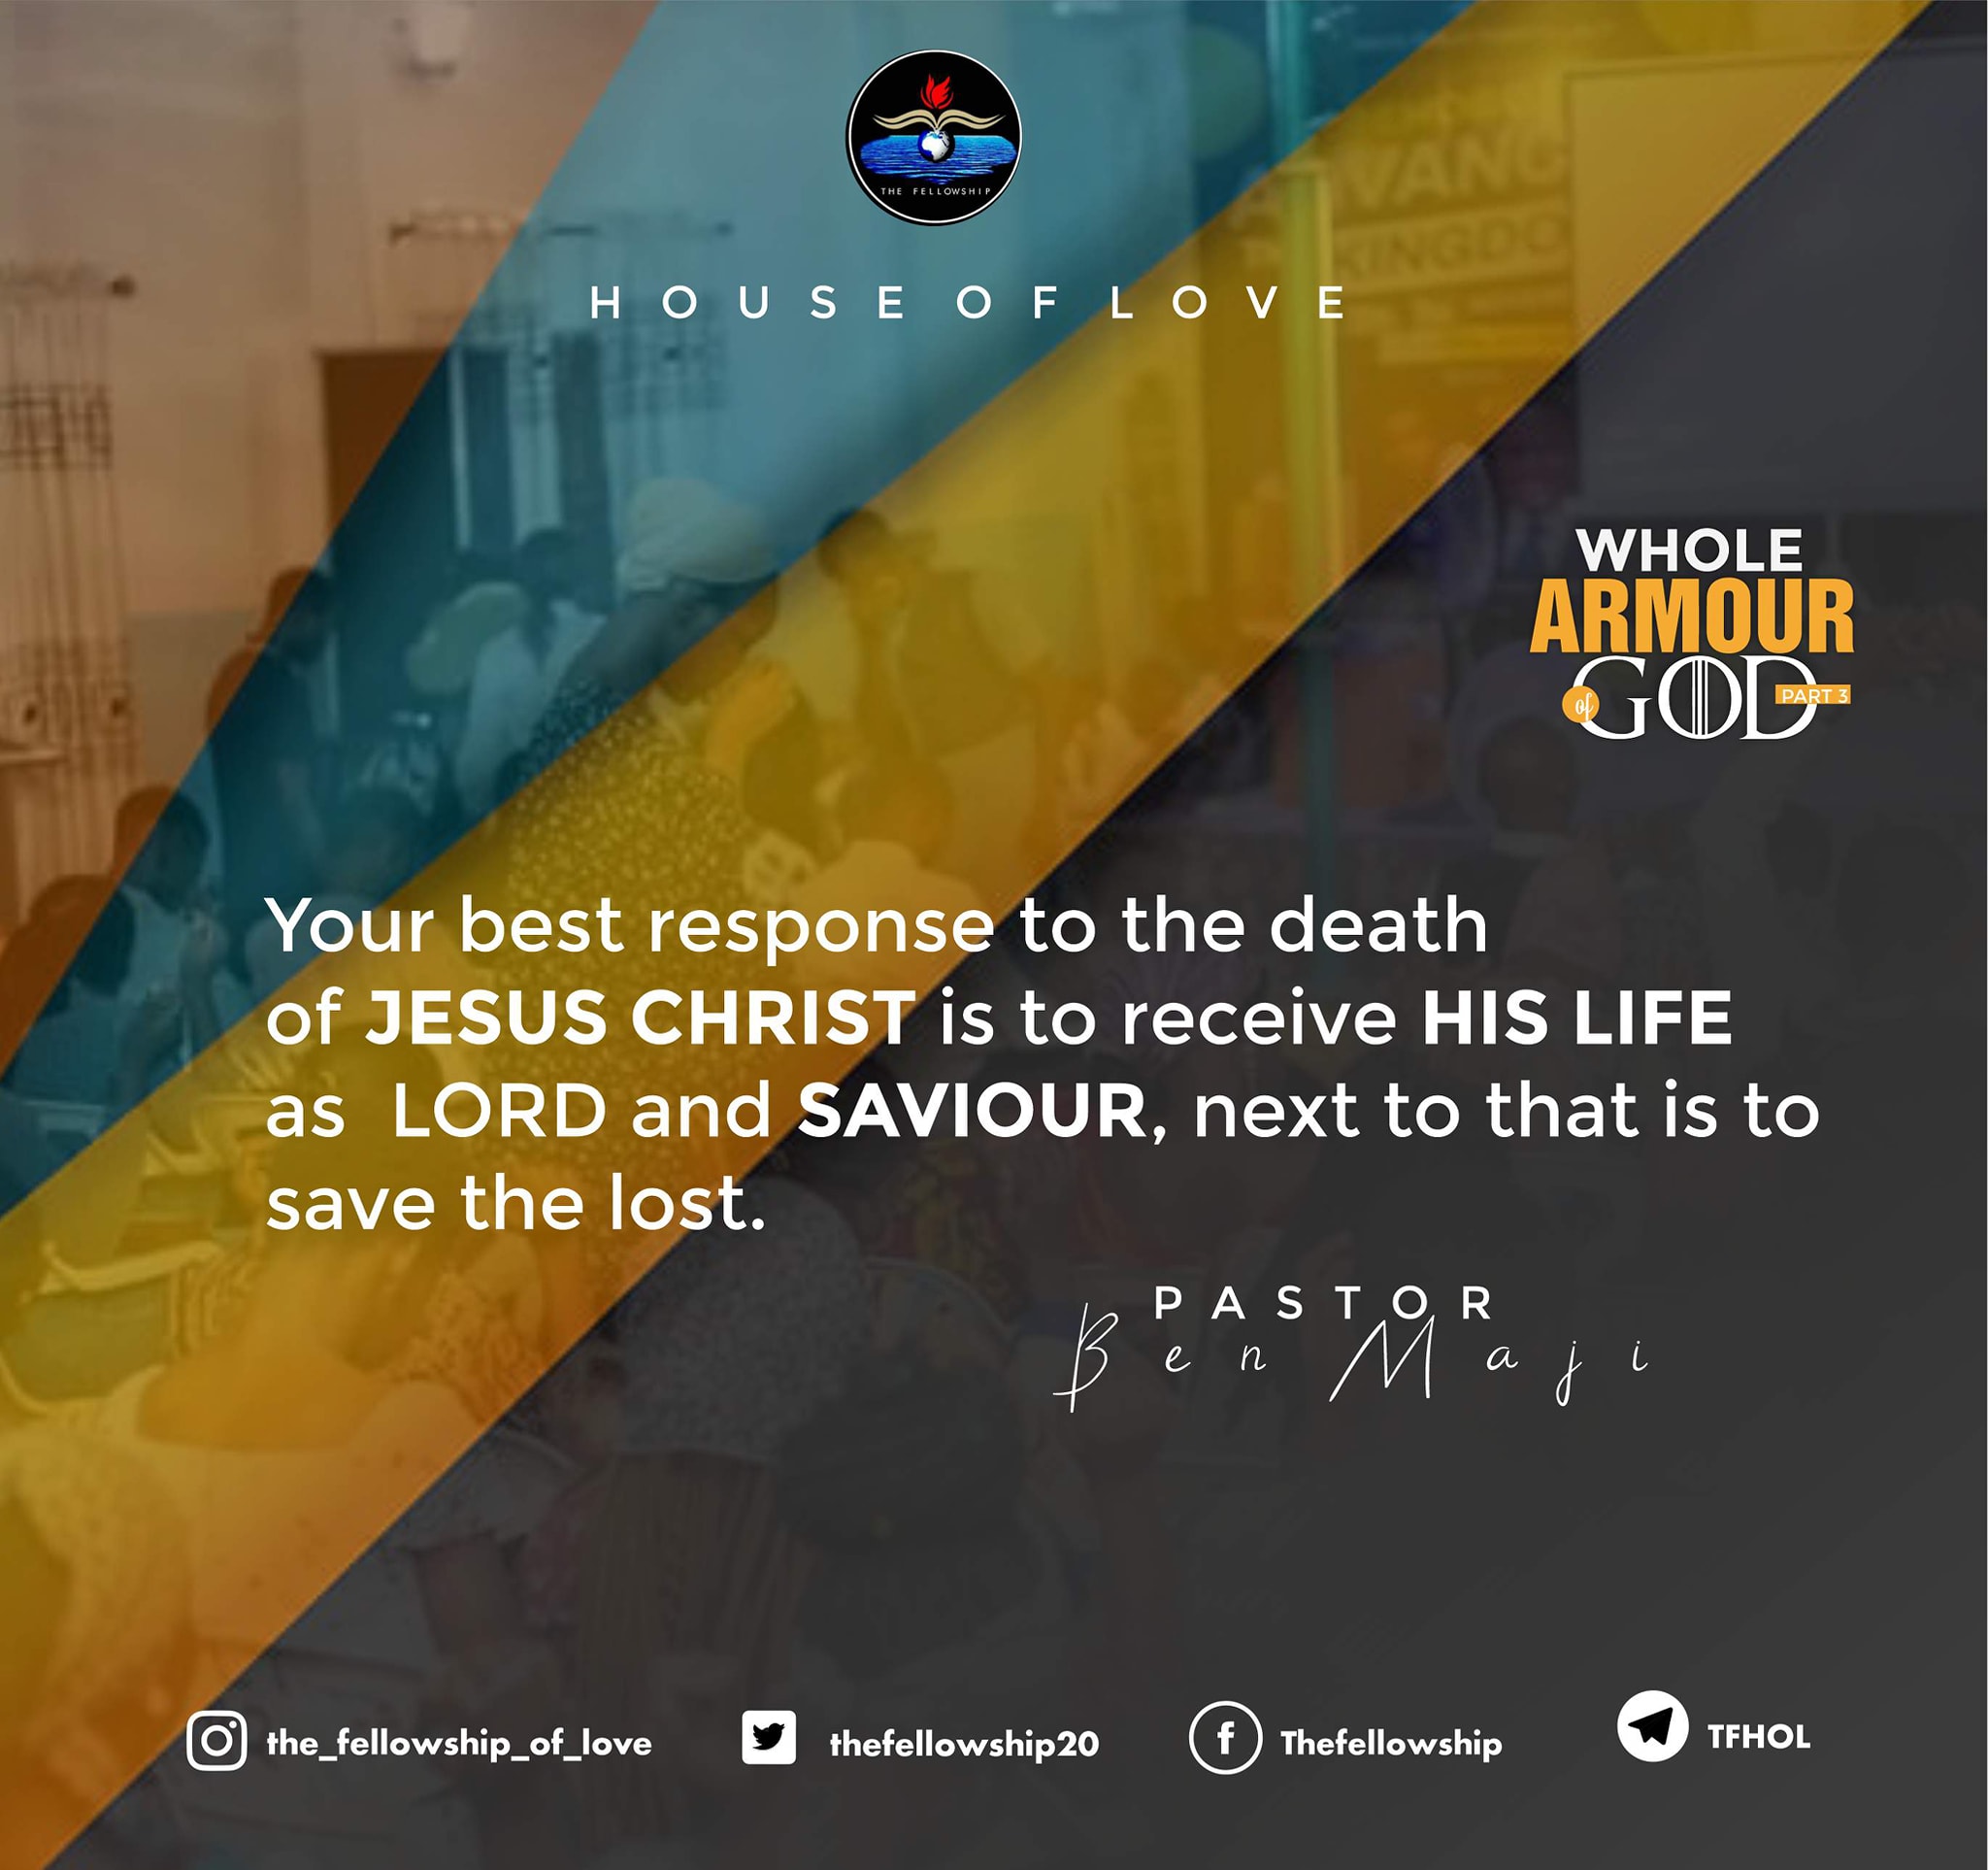 THE FELLOWSHIP
HOUSE OF LOVE
WHOLE
ARMOUR
of GOD PART 3
Your best response to the death
of JESUS CHRIST is to receive HIS LIFE
as LORD and SAVIOUR, next to that is to
save the lost.
PASTOR
Ben Maji
the_fellowship_of_love
thefellowship20
Thefellowship
TFHOL